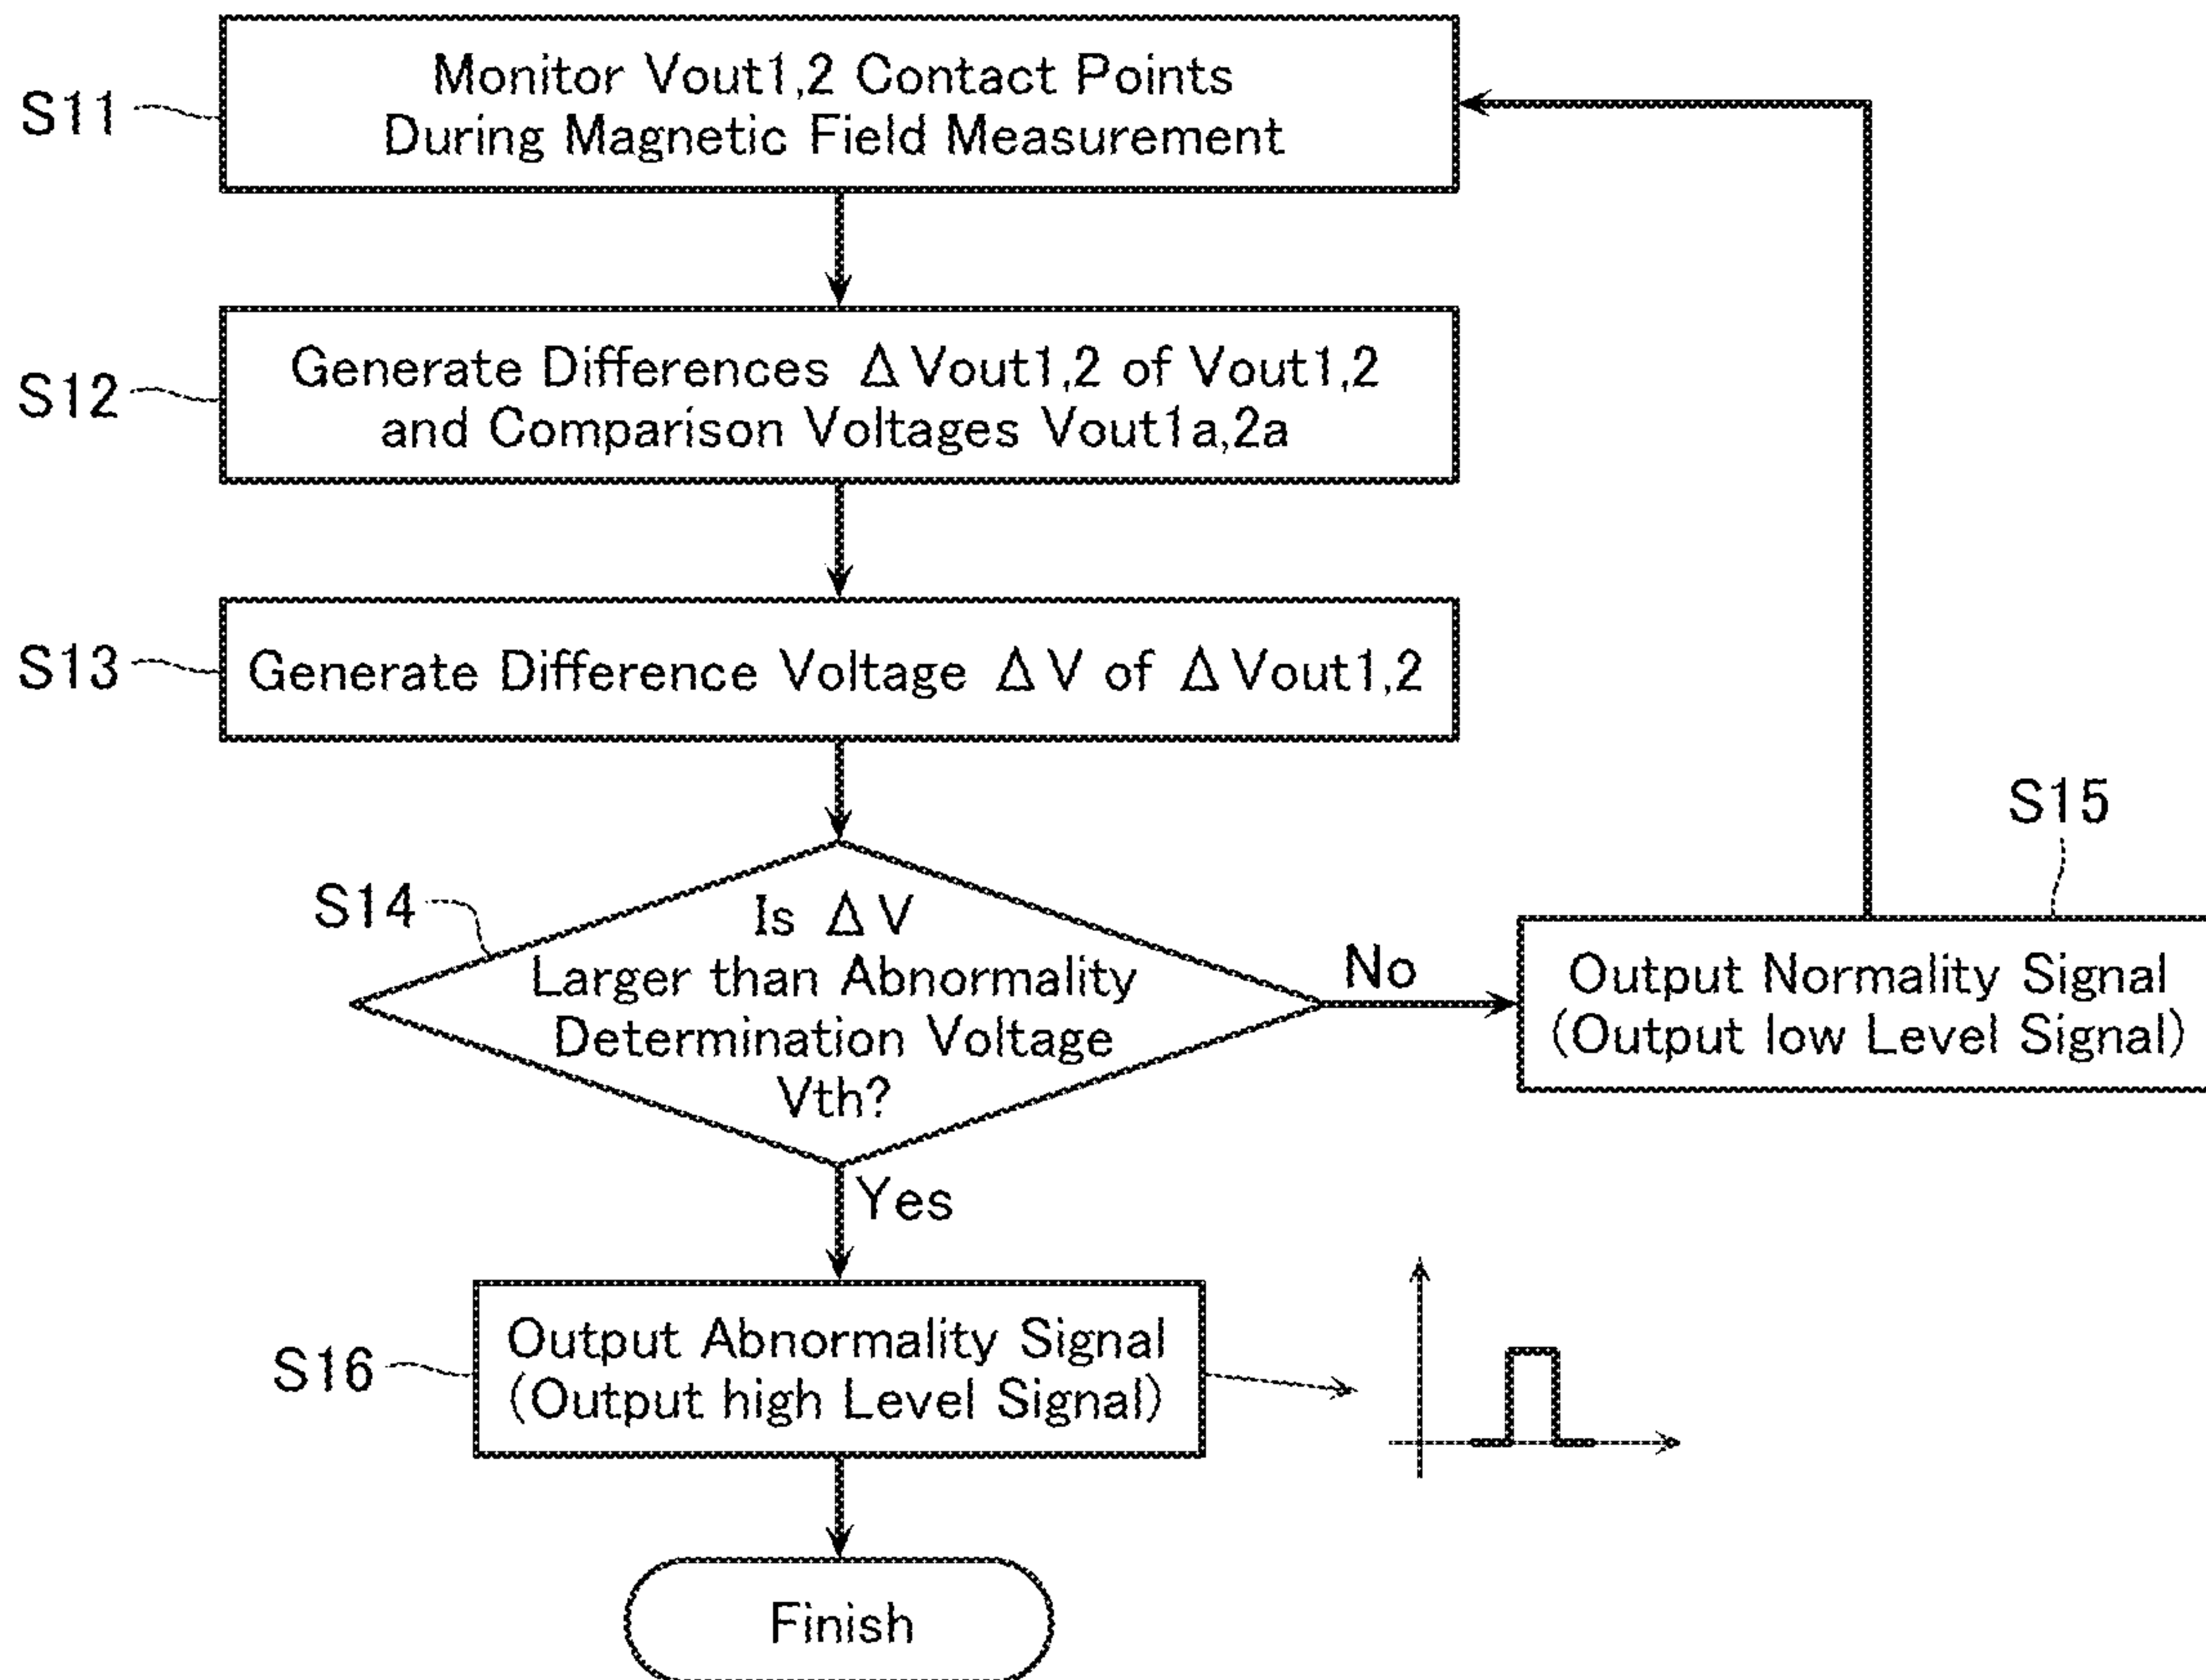 S11
Monitor Vout1,2 Contact Points
During Magnetic Field Measurement
S12
Generate Differences ΔVout1,2 of Vout1,2
and Comparison Voltages Vout1a,2a
S13
Generate Difference Voltage ΔV of ΔVout1,2
S14
Is ΔV
Larger than Abnormality
Determination Voltage
Vth?
No
S15
Output Normality Signal
(Output low Level Signal)
Yes
S16
Output Abnormality Signal
(Output high Level Signal)
Finish